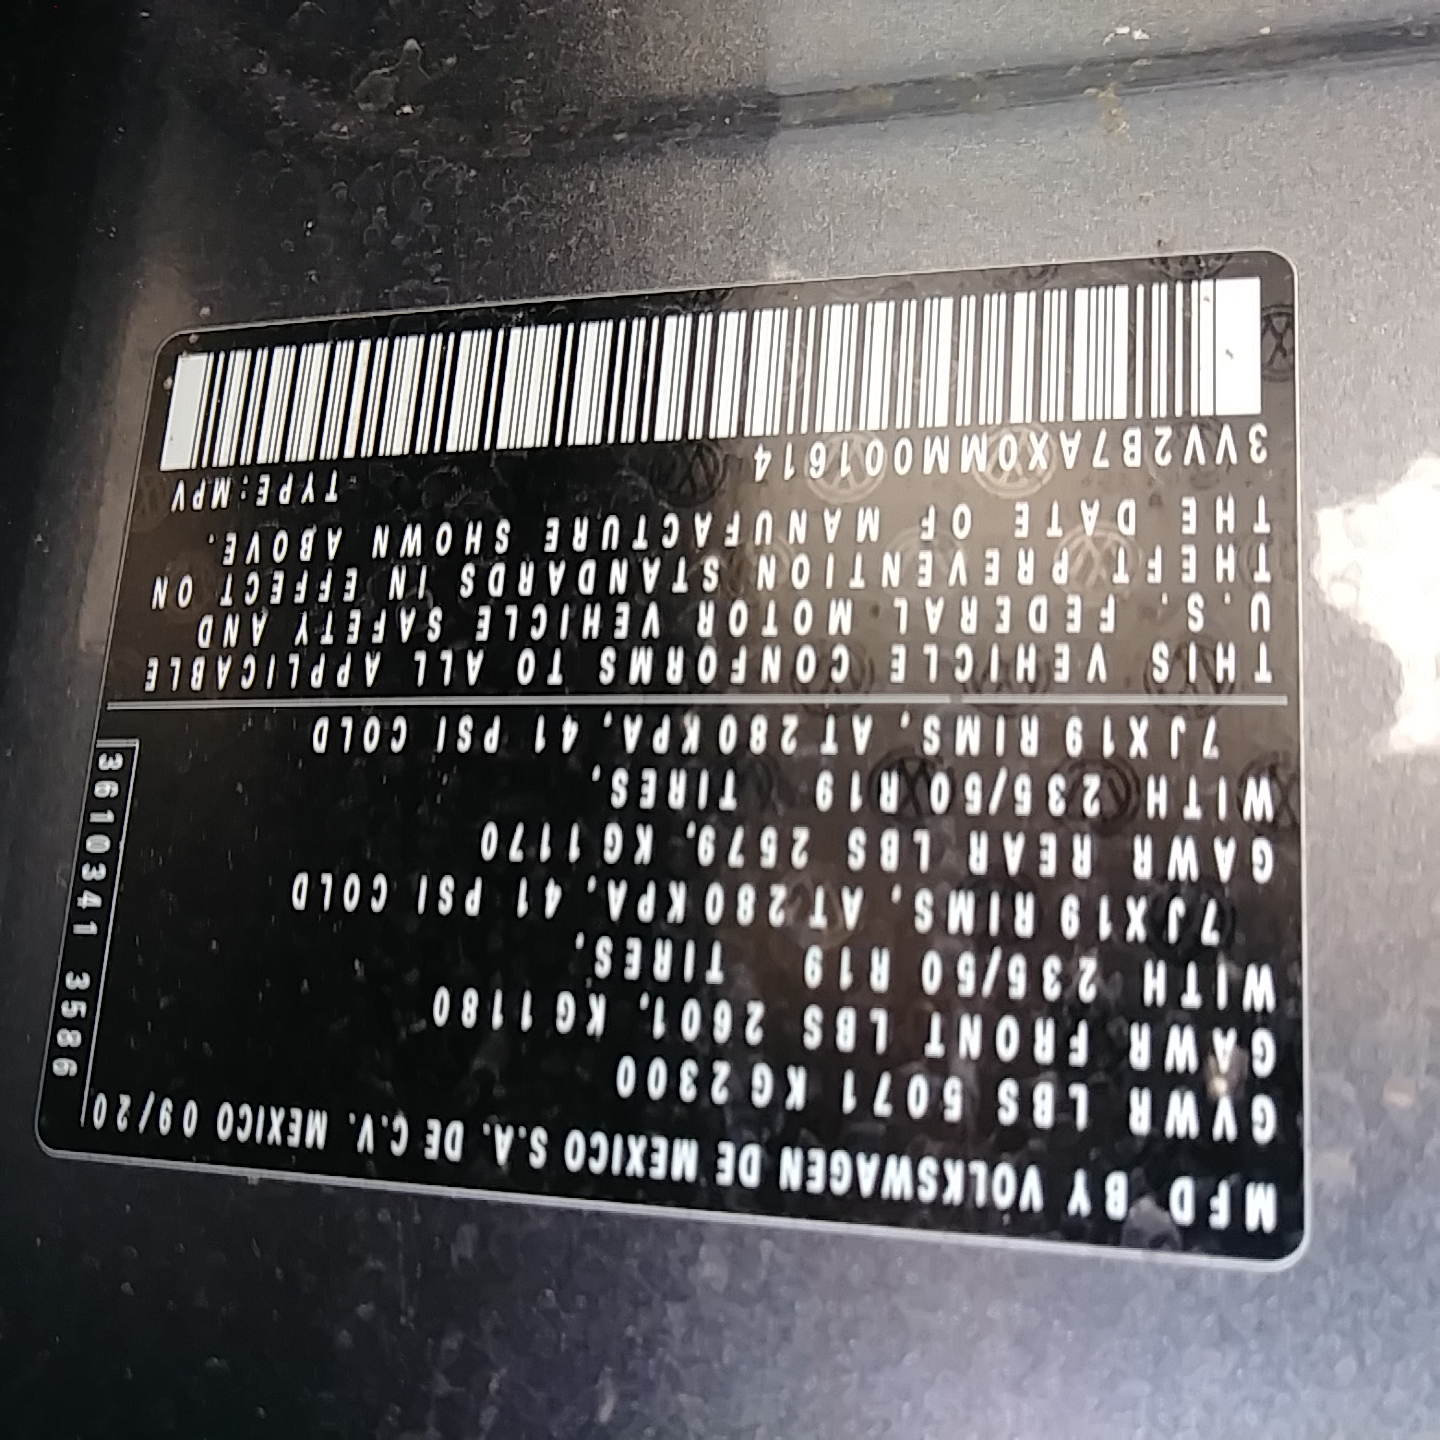 MFD BY VOLKSWAGEN DE MEXICO S.A. DE C.V. MEXICO 09/20
GVWR LBS 5071 KG 2300
GAWR FRONT LBS 2601, KG 1180
WITH 235/50 R19 TIRES,
7JX19 RIMS, AT 280KPA, 41 PSI COLD
GAWR REAR LBS 2579, KG 1170
WITH 235/50 R19 TIRES,
7JX19 RIMS, AT 280KPA, 41 PSI COLD
THIS VEHICLE CONFORMS TO ALL APPLICABLE
U.S. FEDERAL MOTOR VEHICLE SAFETY AND
THEFT PREVENTION STANDARDS IN EFFECT ON
THE DATE OF MANUFACTURE SHOWN ABOVE.
3VV2B7AX0MM001614 TYPE: MPV
3610341 3586